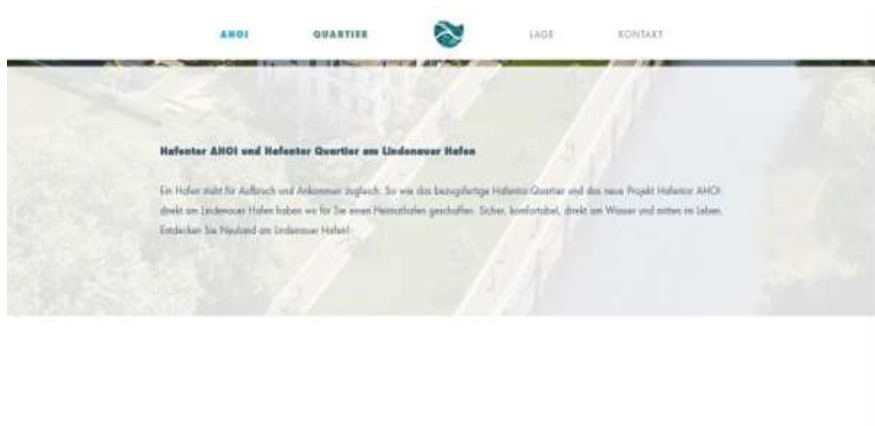 AHOI QUARTIER LAGE KONTAKT
Hafentor AHOI und Hafentor Quartier am Lindenauer Hafen
Ein Hafen steht für Aufbruch und Ankommen zugleich. So wie das bezugsfertige Hafentor Quartier und das neue Projekt Hafentor AHOI
direkt am Lindenauer Hafen haben wir für Sie einen Heimathafen geschaffen. Sicher, komfortabel, direkt am Wasser und mitten im Leben.
Entdecken Sie Neuland am Lindenauer Hafen!